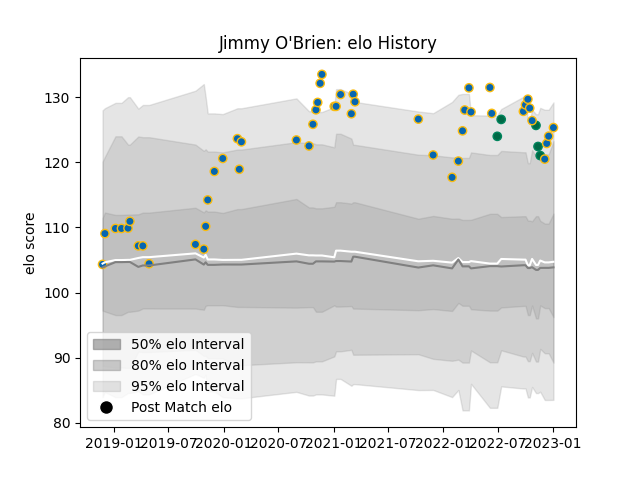 Jimmy O'Brien: elo History
elo score
130
120
110
100
90
80
50% elo Interval
80% elo Interval
95% elo Interval
Post Match elo
2019-01 2019-07 2020-01 2020-07 2021-01 2021-07 2022-01 2022-07 2023-01